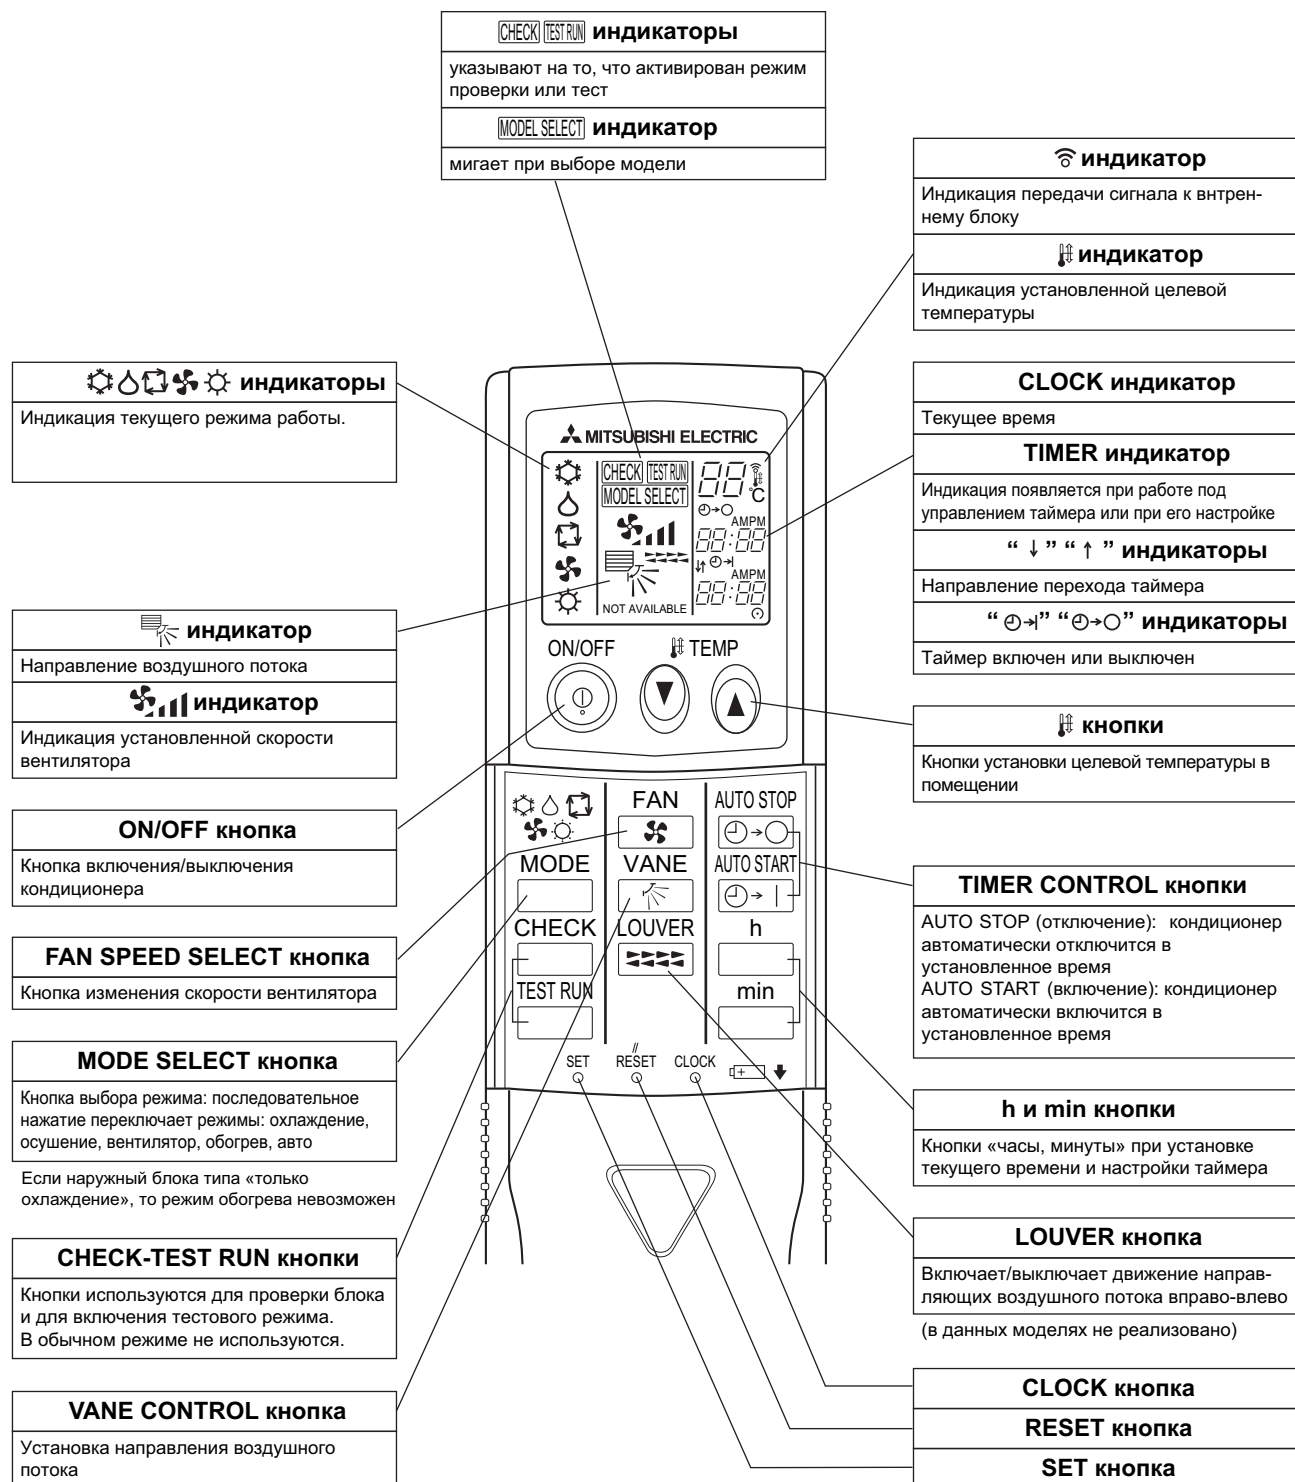 CHECK TEST RUN индикаторы
указывают на то, что активирован режим
проверки или тест
MODEL SELECT индикатор
мигает при выборе модели
индикатор
Индикация передачи сигнала к внтрен-
нему блоку
индикатор
Индикация установленной целевой
температуры
индикаторы
Индикация текущего режима работы.
CLOCK индикатор
Текущее время
TIMER индикатор
Индикация появляется при работе под
управлением таймера или при его настройке
“ ↓ ” “ ↑ ” индикаторы
Направление перехода таймера
“ ” “ ” индикаторы
Таймер включен или выключен
индикатор
Направление воздушного потока
индикатор
Индикация установленной скорости
вентилятора
кнопки
Кнопки установки целевой температуры в
помещении
ON/OFF кнопка
Кнопка включения/выключения
кондиционера
FAN SPEED SELECT кнопка
Кнопка изменения скорости вентилятора
MODE SELECT кнопка
Кнопка выбора режима: последовательное
нажатие переключает режимы: охлаждение,
осушение, вентилятор, обогрев, авто
Если наружный блока типа «только
охлаждение», то режим обогрева невозможен
CHECK-TEST RUN кнопки
Кнопки используются для проверки блока
и для включения тестового режима.
В обычном режиме не используются.
VANE CONTROL кнопка
Установка направления воздушного
потока
MITSUBISHI ELECTRIC
CHECK TEST RUN 88
°C
MODEL SELECT
AMPM
88:88
AMPM
88:88
NOT AVAILABLE
ON/OFF TEMP
FAN AUTO STOP
MODE VANE AUTO START
CHECK LOUVER h
TEST RUN min
SET RESET CLOCK
TIMER CONTROL кнопки
AUTO STOP (отключение): кондиционер
автоматически отключится в
установленное время
AUTO START (включение): кондиционер
автоматически включится в
установленное время
h и min кнопки
Кнопки «часы, минуты» при установке
текущего времени и настройки таймера
LOUVER кнопка
Включает/выключает движение направ-
ляющих воздушного потока вправо-влево
(в данных моделях не реализовано)
CLOCK кнопка
RESET кнопка
SET кнопка